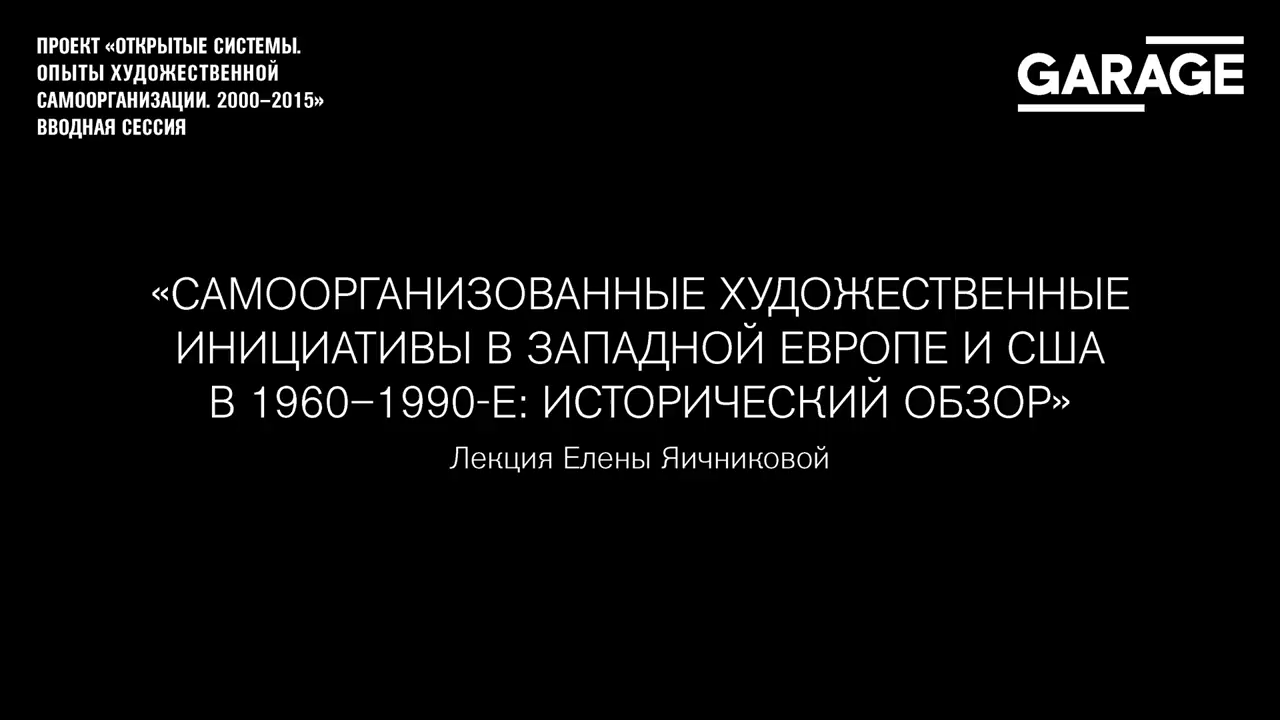 ПРОЕКТ «ОТКРЫТЫЕ СИСТЕМЫ.
ОПЫТЫ ХУДОЖЕСТВЕННОЙ
САМООРГАНИЗАЦИИ. 2000–2015»
ВВОДНАЯ СЕССИЯ
GARAGE
«САМООРГАНИЗОВАННЫЕ ХУДОЖЕСТВЕННЫЕ
ИНИЦИАТИВЫ В ЗАПАДНОЙ ЕВРОПЕ И США
В 1960–1990-Е: ИСТОРИЧЕСКИЙ ОБЗОР»
Лекция Елены Яичниковой